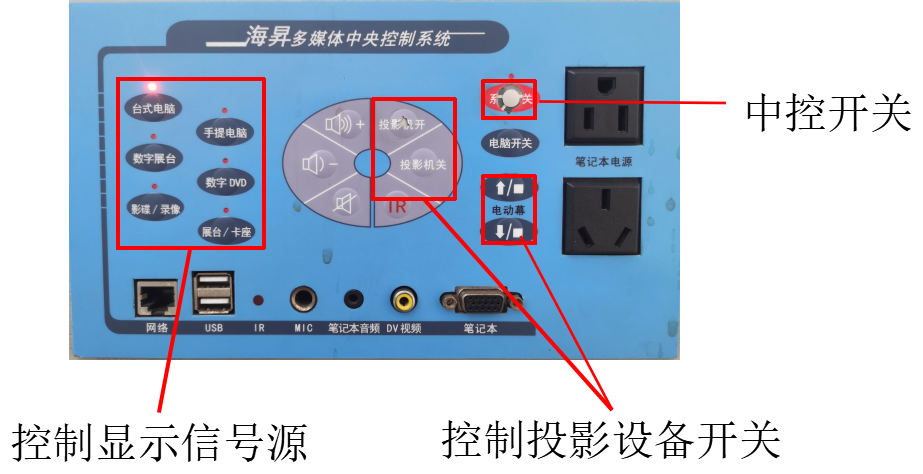 海昇多媒体中央控制系统
台式电脑
手提电脑
数字展台
数字DVD
影碟/录像
展台/卡座
+
投影机开
-
投影机关
IR
系 关
电脑开关
电动幕
笔记本电源
网络
USB
IR
MIC
笔记本音频
DV视频
笔记本
中控开关
控制显示信号源
控制投影设备开关